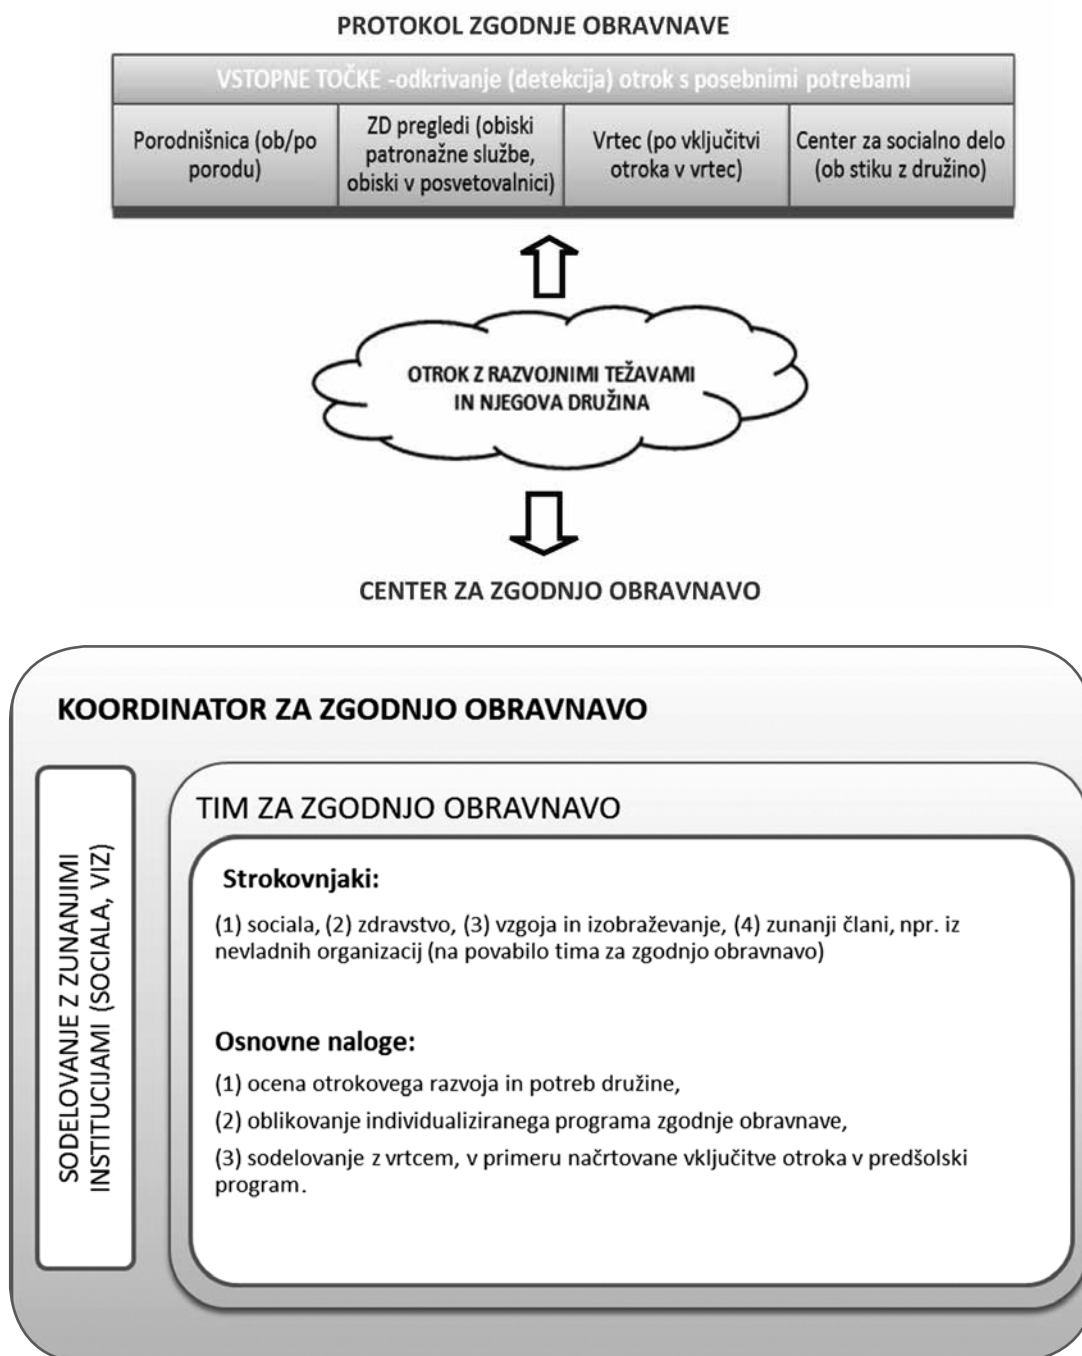 PROTOKOL ZGODNJE OBRAVNAVE
VSTOPNE TOČKE -odkrivanje (detekcija) otrok s posebnimi potrebami
Porodnišnica (ob/po
porodu)
ZD pregledi (obiski
patronažne službe,
obiski v posvetovalnici)
Vrtec (po vključitvi
otroka v vrtec)
Center za socialno delo
(ob stiku z družino)
OTROK Z RAZVOJNIMI TEŽAVAMI
IN NJEGOVA DRUŽINA
CENTER ZA ZGODNJO OBRAVNAVO
KOORDINATOR ZA ZGODNJO OBRAVNAVO
SODELOVANJE Z ZUNANJIMI
INSTITUCIJAMI (SOCIALA, VIZ)
TIM ZA ZGODNJO OBRAVNAVO
Strokovnjaki:
(1) sociala, (2) zdravstvo, (3) vzgoja in izobraževanje, (4) zunanji člani, npr. iz
nevladnih organizacij (na povabilo tima za zgodnjo obravnavo)
Osnovne naloge:
(1) ocena otrokovega razvoja in potreb družine,
(2) oblikovanje individualiziranega programa zgodnje obravnave,
(3) sodelovanje z vrtcem, v primeru načrtovane vključitve otroka v predšolski
program.